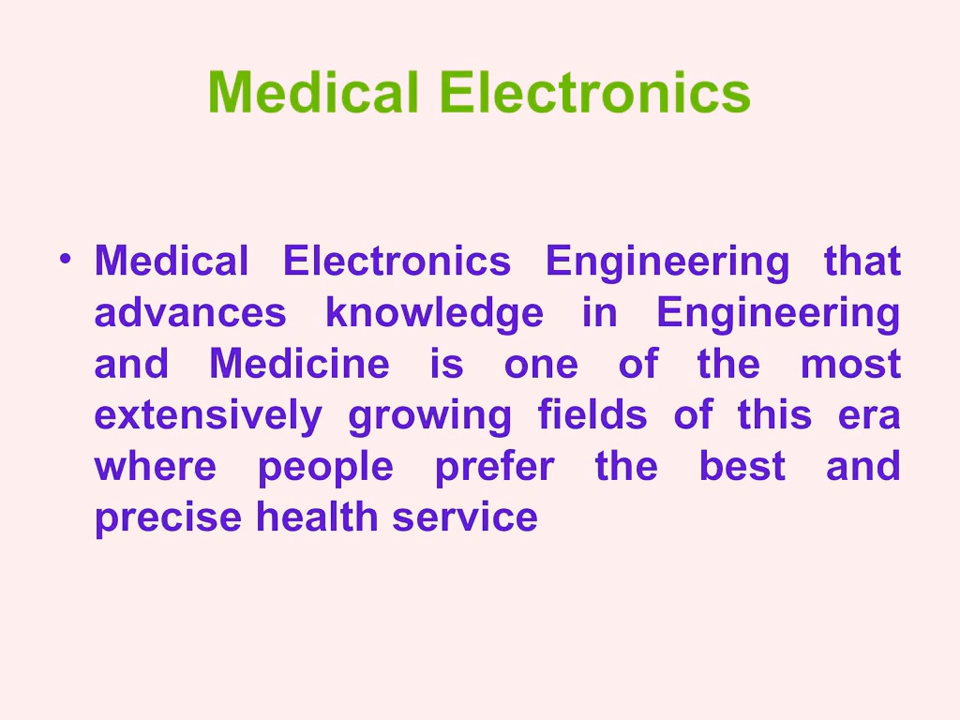 Medical Electronics
• Medical Electronics Engineering that
advances knowledge in Engineering
and Medicine is one of the most
extensively growing fields of this era
where people prefer the best and
precise health service